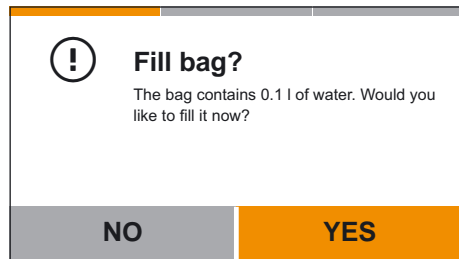 Fill bag?
The bag contains 0.1 l of water. Would you
like to fill it now?
NO YES